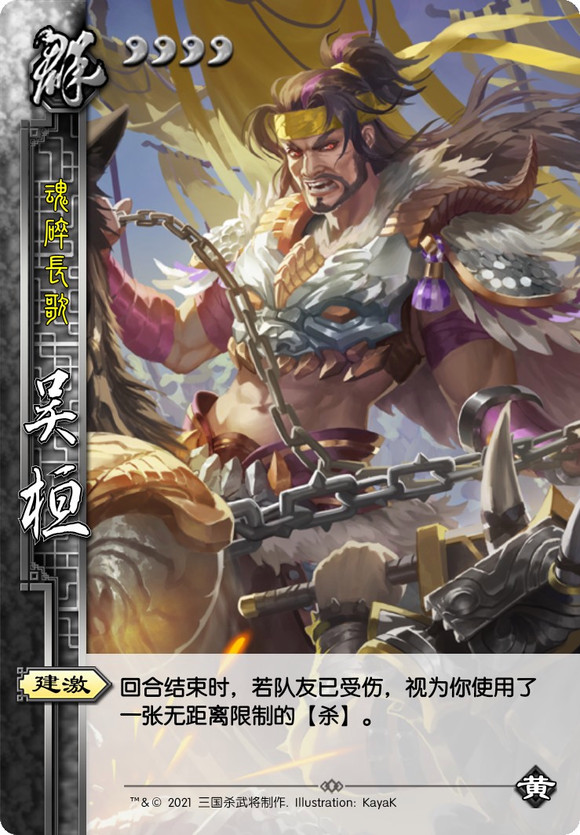 群
魂碎長歌
吴桓
建激
回合结束时，若队友已受伤，视为你使用了
一张无距离限制的【杀】。
™&© 2021 三国杀武将制作. Illustration: KayaK
黄